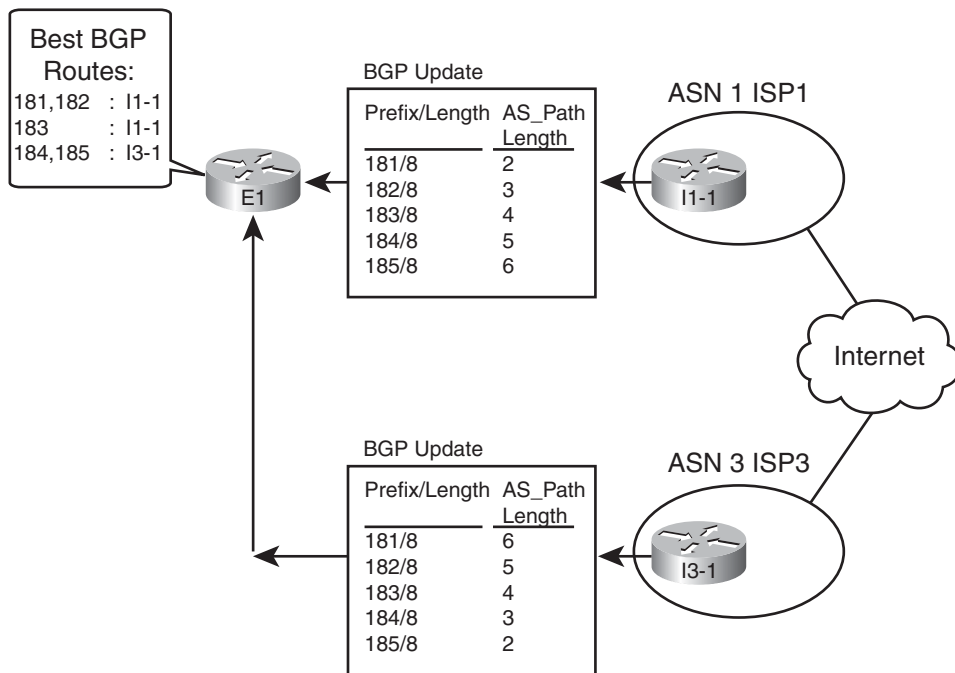 Best BGP
Routes:
181,182 : I1-1
183 : I1-1
184,185 : I3-1
E1
BGP Update
Prefix/Length AS_Path
Length
181/8 2
182/8 3
183/8 4
184/8 5
185/8 6
ASN 1 ISP1
I1-1
Internet
BGP Update
Prefix/Length AS_Path
Length
181/8 6
182/8 5
183/8 4
184/8 3
185/8 2
ASN 3 ISP3
I3-1